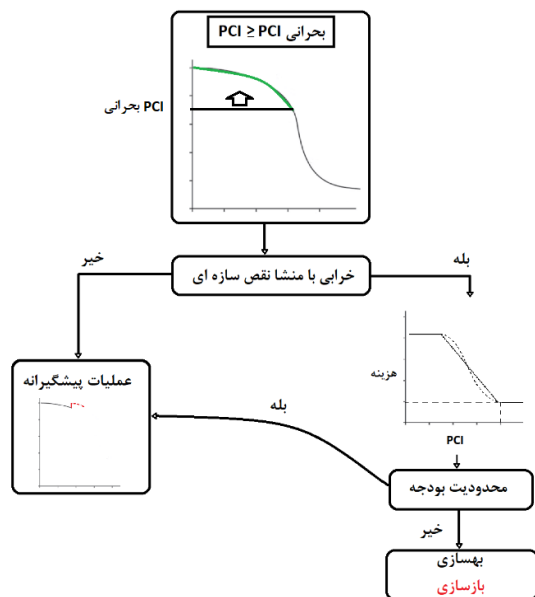 PCI ≥ PCI بحرانی
PCI بحرانی
خرابی با منشا نقص سازه ای
خیر
بله
عملیات پیشگیرانه
هزینه
PCI
بله
محدودیت بودجه
خیر
بهسازی
بازسازی